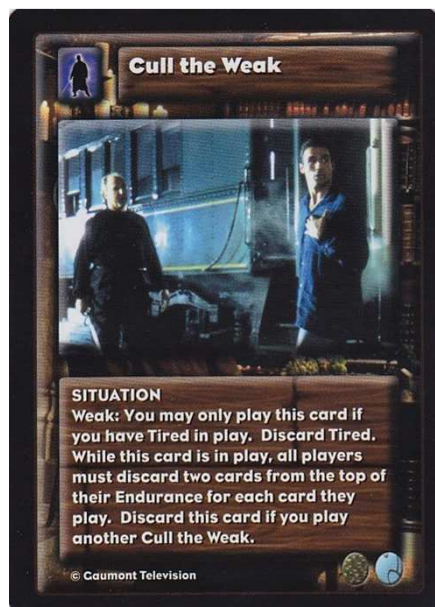 Cull the Weak
SITUATION
Weak: You may only play this card if
you have Tired in play. Discard Tired.
While this card is in play, all players
must discard two cards from the top of
their Endurance for each card they
play. Discard this card if you play
another Cull the Weak.
© Gaumont Television